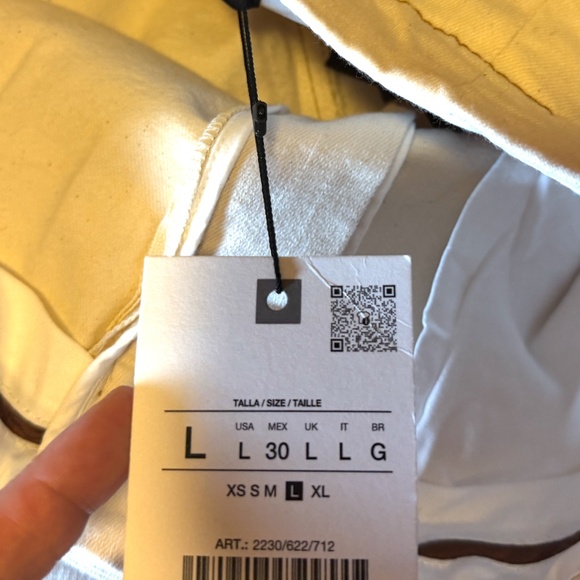 TALLA / SIZE / TAILLE
USA MEX UK IT BR
L L 30 L L G
XS S M L XL
ART.: 2230/622/712